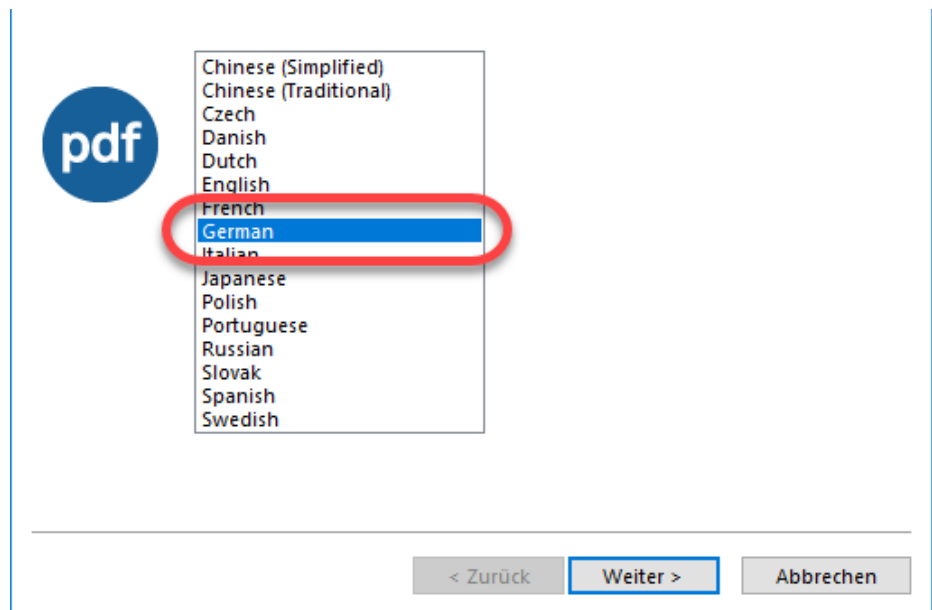 pdf
Chinese (Simplified)
Chinese (Traditional)
Czech
Danish
Dutch
English
French
German
Italian
Japanese
Polish
Portuguese
Russian
Slovak
Spanish
Swedish
< Zurück Weiter > Abbrechen